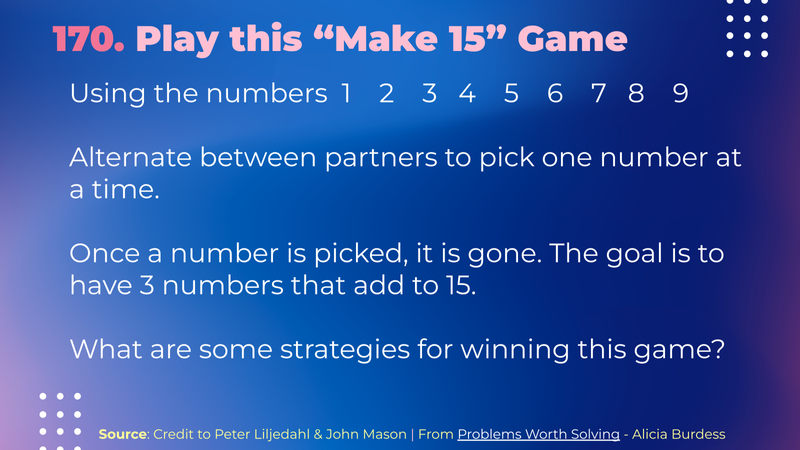 170. Play this “Make 15” Game
Using the numbers 1 2 3 4 5 6 7 8 9
Alternate between partners to pick one number at
a time.
Once a number is picked, it is gone. The goal is to
have 3 numbers that add to 15.
What are some strategies for winning this game?
Source: Credit to Peter Liljedahl & John Mason | From Problems Worth Solving - Alicia Burdess